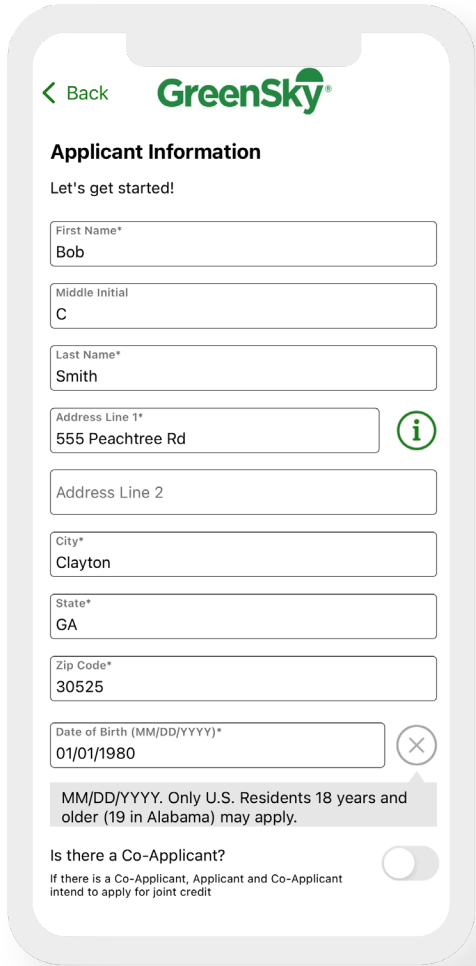 Back
GreenSky®
Applicant Information
Let's get started!
First Name*
Bob
Middle Initial
C
Last Name*
Smith
Address Line 1*
555 Peachtree Rd
i
Address Line 2
City*
Clayton
State*
GA
Zip Code*
30525
Date of Birth (MM/DD/YYYY)*
01/01/1980
MM/DD/YYYY. Only U.S. Residents 18 years and
older (19 in Alabama) may apply.
Is there a Co-Applicant?
If there is a Co-Applicant, Applicant and Co-Applicant
intend to apply for joint credit